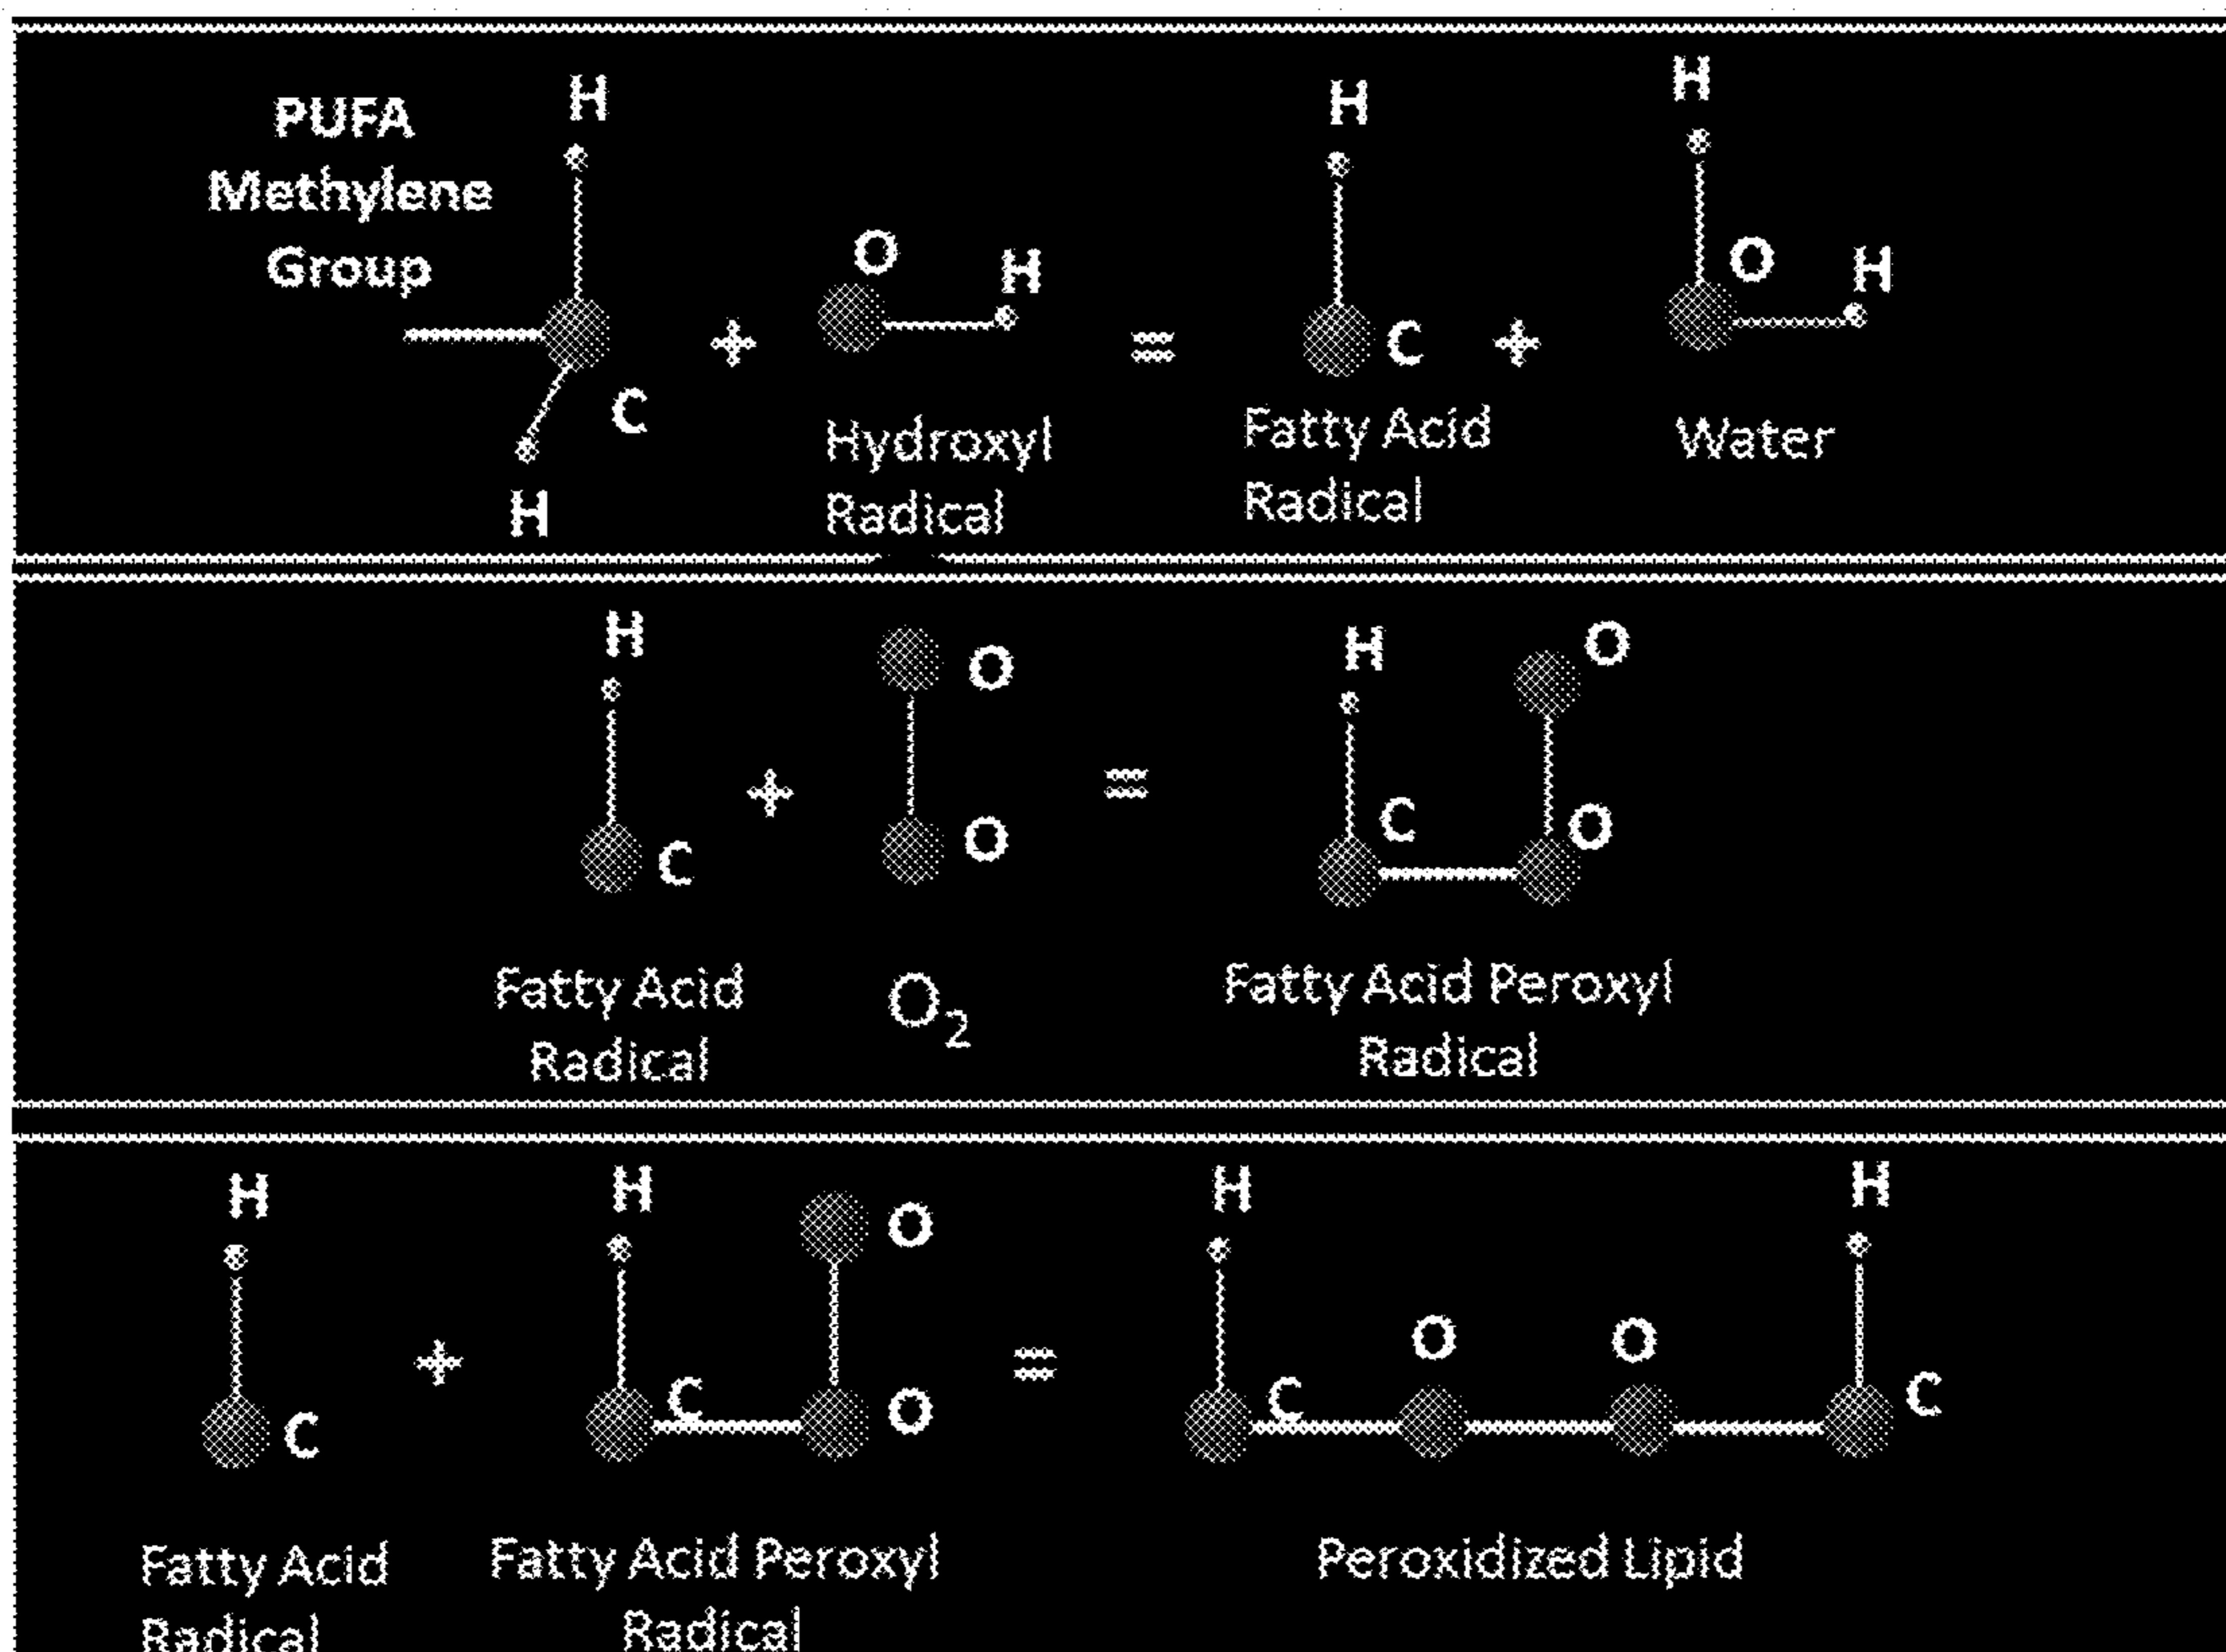 PUFA
Methylene
Group
H
C
H
+
O
H
Hydroxyl
Radical
=
H
C
Fatty Acid
Radical
+
H
O
H
Water
H
C
Fatty Acid
Radical
+
O
O
O2
=
H
C
O
O
Fatty Acid Peroxyl
Radical
H
C
Fatty Acid
Radical
+
H
C
O
O
Fatty Acid Peroxyl
Radical
=
H
C
O
O
H
C
Peroxidized Lipid